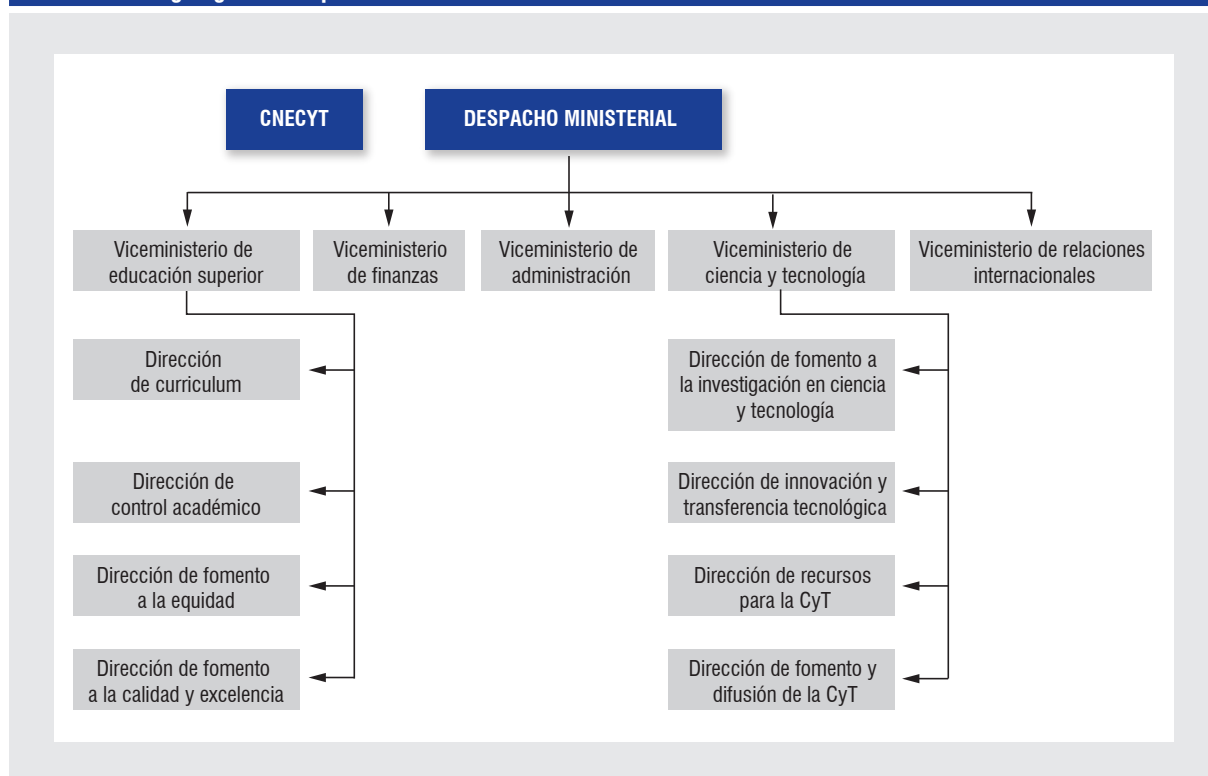 CNECYT
DESPACHO MINISTERIAL
Viceministerio de
educación superior
Viceministerio
de finanzas
Viceministerio de
administración
Viceministerio de
ciencia y tecnología
Viceministerio de relaciones
internacionales
Dirección
de curriculum
Dirección de
control académico
Dirección de fomento
a la equidad
Dirección de fomento
a la calidad y excelencia
Dirección de fomento a
la investigación en ciencia
y tecnología
Dirección de innovación y
transferencia tecnológica
Dirección de recursos
para la CyT
Dirección de fomento y
difusión de la CyT